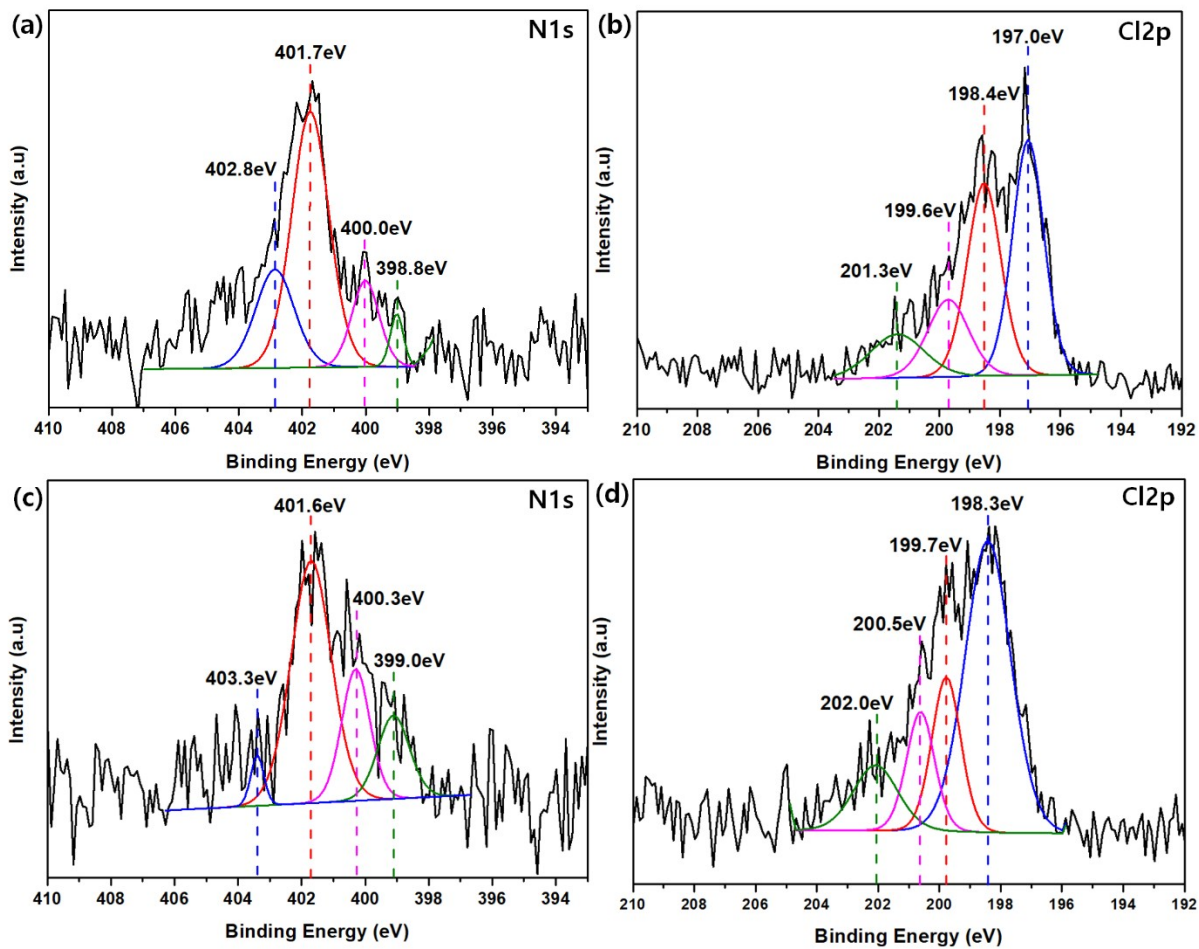 (a)
N1s
401.7eV
402.8eV
400.0eV
398.8eV
Intensity (a.u)
410 408 406 404 402 400 398 396 394
Binding Energy (eV)
(b)
Cl2p
197.0eV
198.4eV
199.6eV
201.3eV
Intensity (a.u)
210 208 206 204 202 200 198 196 194 192
Binding Energy (eV)
(c)
N1s
401.6eV
400.3eV
399.0eV
403.3eV
Intensity (a.u)
410 408 406 404 402 400 398 396 394
Binding Energy (eV)
(d)
Cl2p
198.3eV
199.7eV
200.5eV
202.0eV
Intensity (a.u)
210 208 206 204 202 200 198 196 194 192
Binding Energy (eV)